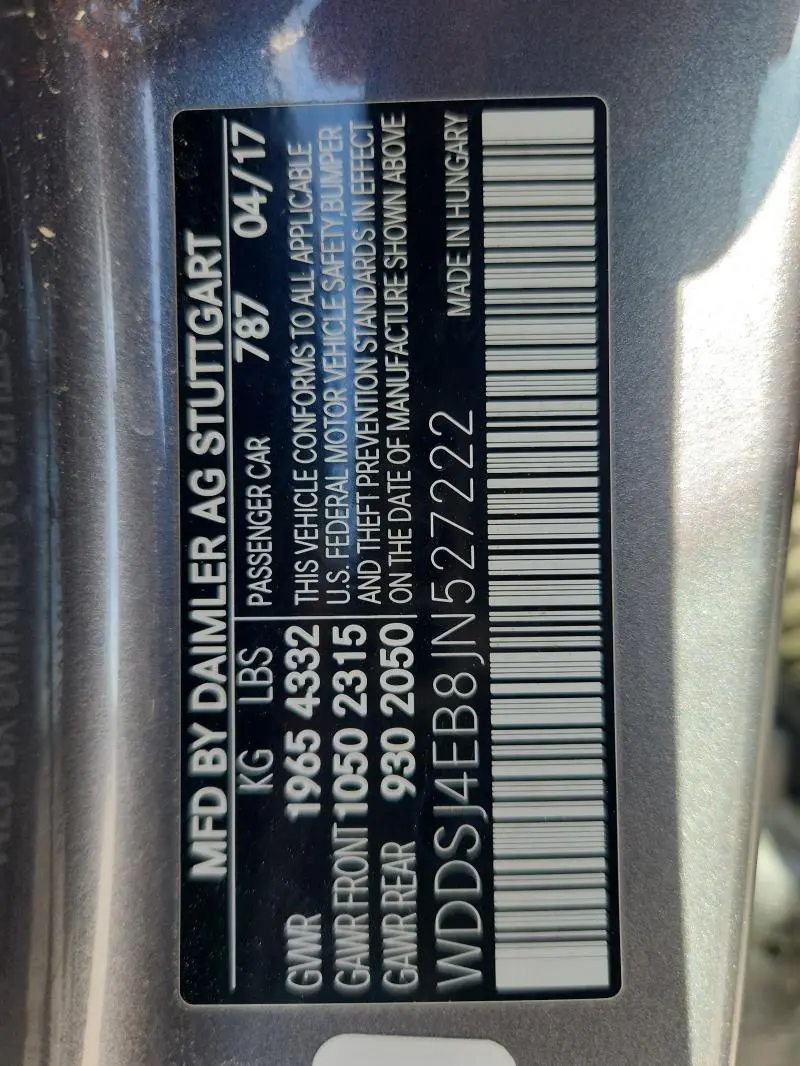 MFD BY DAIMLER AG STUTTGART
KG LBS PASSENGER CAR 787 04/17
GVWR 1965 4332 THIS VEHICLE CONFORMS TO ALL APPLICABLE
GAWR FRONT 1050 2315 U.S. FEDERAL MOTOR VEHICLE SAFETY,BUMPER
AND THEFT PREVENTION STANDARDS IN EFFECT
GAWR REAR 930 2050 ON THE DATE OF MANUFACTURE SHOWN ABOVE
WDDSJ4EB8JN527222 MADE IN HUNGARY